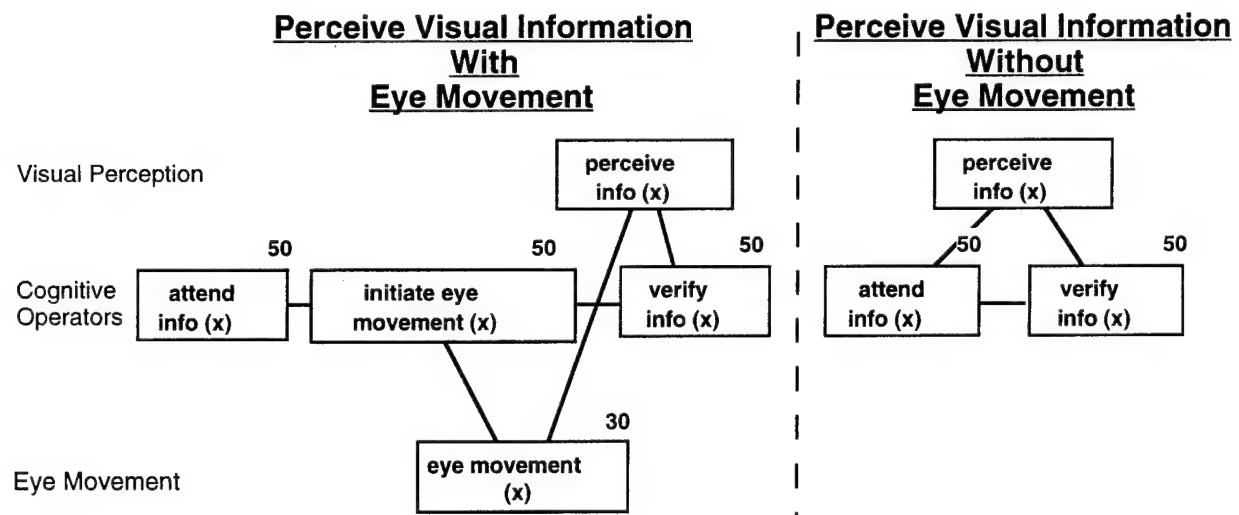 Perceive Visual Information
With
Eye Movement
Visual Perception
perceive
info (x)
50
50
50
Cognitive
Operators
attend
info (x)
initiate eye
movement (x)
verify
info (x)
30
Eye Movement
eye movement
(x)
Perceive Visual Information
Without
Eye Movement
perceive
info (x)
50
50
attend
info (x)
verify
info (x)